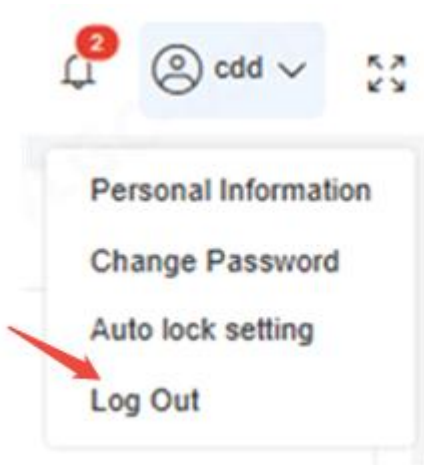 2
cdd
Personal Information
Change Password
Auto lock setting
Log Out